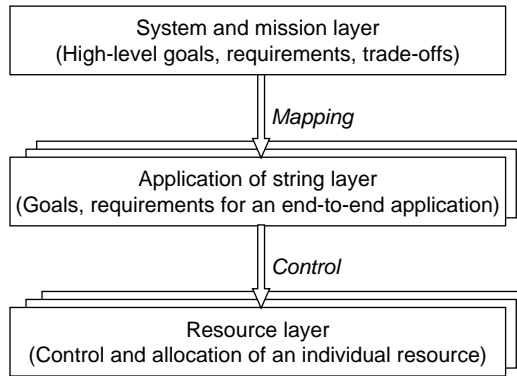 System and mission layer
(High-level goals, requirements, trade-offs)
Mapping
Application of string layer
(Goals, requirements for an end-to-end application)
Control
Resource layer
(Control and allocation of an individual resource)